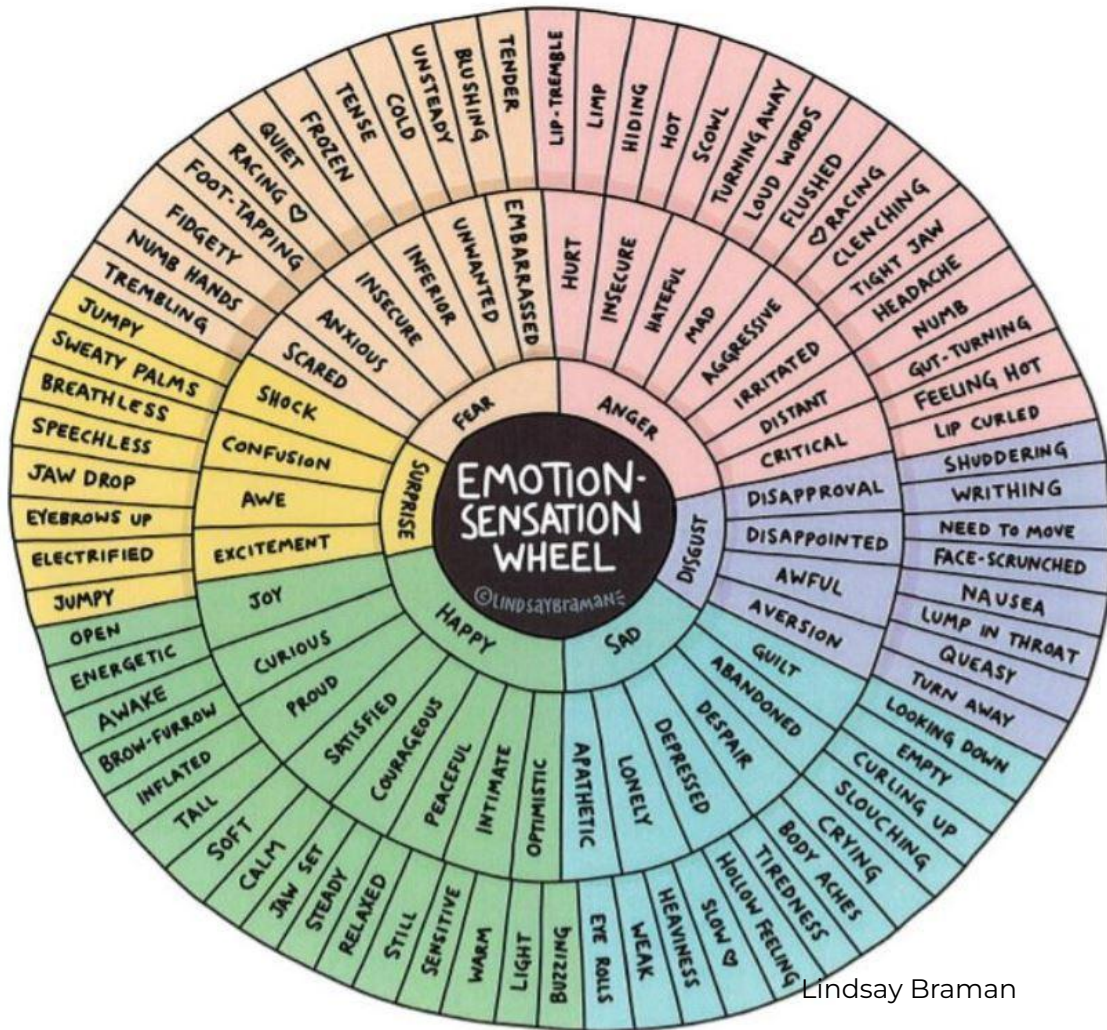 EMOTION-
SENSATION
WHEEL
©LINDSAYBRAMAN
FEAR
ANGER
DISGUST
SAD
HAPPY
SURPRISE
SCARED
ANXIOUS
INSECURE
INFERIOR
UNWANTED
EMBARRASSED
HURT
INSECURE
HATEFUL
MAD
AGGRESSIVE
IRRITATED
DISTANT
CRITICAL
DISAPPROVAL
DISAPPOINTED
AWFUL
AVERSION
GUILT
ABANDONED
DESPAIR
DEPRESSED
LONELY
APATHETIC
OPTIMISTIC
INTIMATE
PEACEFUL
COURAGEOUS
SATISFIED
PROUD
CURIOUS
JOY
EXCITEMENT
AWE
CONFUSION
SHOCK
TREMBLING
NUMB HANDS
FIDGETY
FOOT-TAPPING
RACING ♡
QUIET
FROZEN
TENSE
COLD
UNSTEADY
BLUSHING
TENDER
LIP-TREMBLE
LIMP
HIDING
HOT
SCOWL
TURNING AWAY
LOUD WORDS
FLUSHED
♡ RACING
CLENCHING
TIGHT JAW
HEADACHE
NUMB
GUT-TURNING
FEELING HOT
LIP CURLED
SHUDDERING
WRITHING
NEED TO MOVE
FACE-SCRUNCHED
NAUSEA
LUMP IN THROAT
QUEASY
TURN AWAY
LOOKING DOWN
EMPTY
CURLING UP
SLOUCHING
CRYING
BODY ACHES
TIREDNESS
HOLLOW FEELING
SLOW ♡
HEAVINESS
WEAK
EYE ROLLS
BUZZING
LIGHT
WARM
SENSITIVE
STILL
RELAXED
STEADY
JAW SET
CALM
SOFT
TALL
INFLATED
BROW-FURROW
AWAKE
ENERGETIC
OPEN
JUMPY
ELECTRIFIED
EYEBROWS UP
JAW DROP
SPEECHLESS
BREATHLESS
SWEATY PALMS
JUMPY
Lindsay Braman